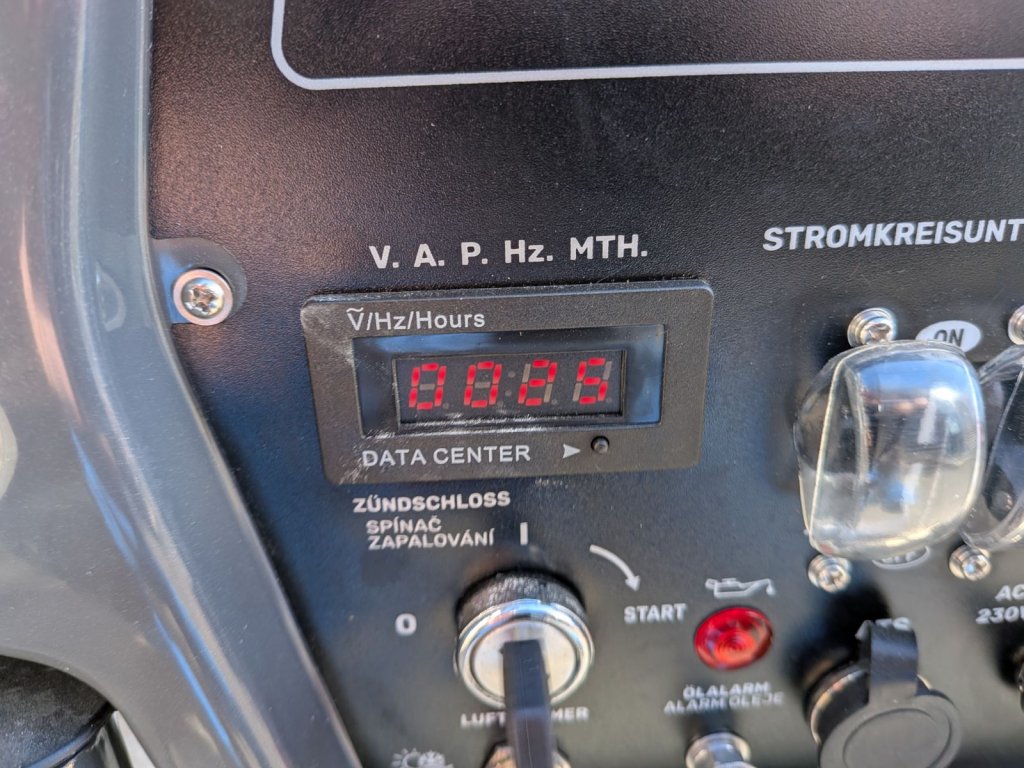 V. A. P. Hz. MTH.
STROMKREISUNT
Ṽ/Hz/Hours
ON
0025
DATA CENTER
ZÜNDSCHLOSS
SPÍNAČ
ZAPALOVÁNÍ
I
0
START
AC
230V
ATS
ÖLALARM
ALARM OLEJE